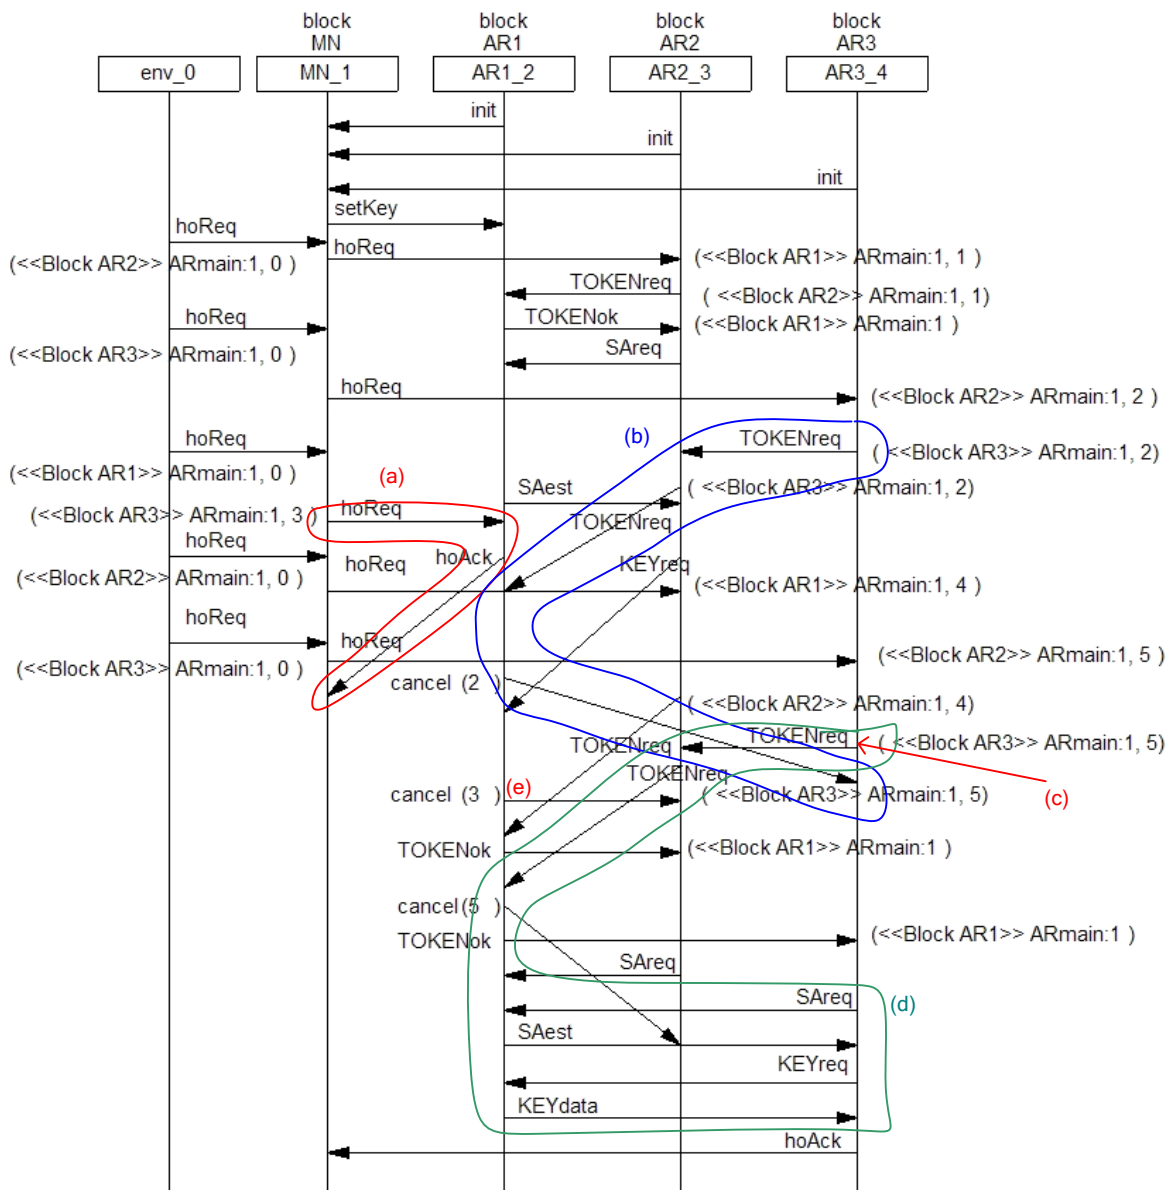 block
MN
block
AR1
block
AR2
block
AR3
env_0
MN_1
AR1_2
AR2_3
AR3_4
init
init
init
setKey
hoReq
(<<Block AR2>> ARmain:1, 0 )
hoReq
(<<Block AR1>> ARmain:1, 1 )
TOKENreq
( <<Block AR2>> ARmain:1, 1)
hoReq
(<<Block AR3>> ARmain:1, 0 )
TOKENok
(<<Block AR1>> ARmain:1 )
SAreq
hoReq
(<<Block AR2>> ARmain:1, 2 )
hoReq
(<<Block AR1>> ARmain:1, 0 )
(b)
TOKENreq
( <<Block AR3>> ARmain:1, 2)
(a)
SAest
( <<Block AR3>> ARmain:1, 2)
TOKENreq
(<<Block AR3>> ARmain:1, 3 )
hoReq
hoReq
(<<Block AR2>> ARmain:1, 0 )
hoAck
hoReq
KEYreq
(<<Block AR1>> ARmain:1, 4 )
hoReq
(<<Block AR3>> ARmain:1, 0 )
hoReq
(<<Block AR2>> ARmain:1, 5 )
cancel (2 )
( <<Block AR2>> ARmain:1, 4)
TOKENreq
TOKENreq
( <<Block AR3>> ARmain:1, 5)
TOKENreq
(c)
cancel (3 )
(e)
( <<Block AR3>> ARmain:1, 5)
TOKENok
(<<Block AR1>> ARmain:1 )
cancel(5 )
TOKENok
(<<Block AR1>> ARmain:1 )
SAreq
SAreq
(d)
SAest
KEYreq
KEYdata
hoAck